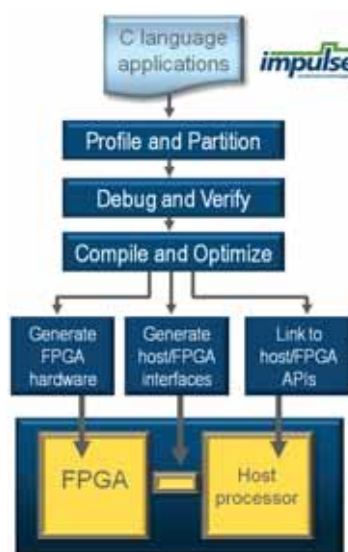 C language
applications
impulse
Profile and Partition
Debug and Verify
Compile and Optimize
Generate
FPGA
hardware
Generate
host/FPGA
interfaces
Link to
host/FPGA
APIs
FPGA
Host
processor